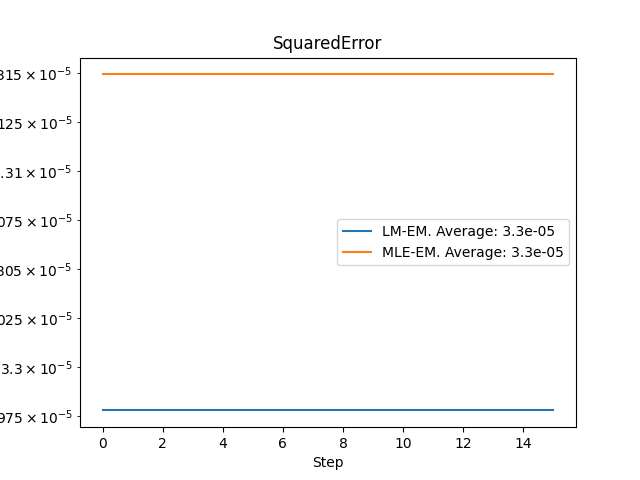 SquaredError
315 × 10⁻⁵
125 × 10⁻⁵
.31 × 10⁻⁵
075 × 10⁻⁵
305 × 10⁻⁵
025 × 10⁻⁵
3.3 × 10⁻⁵
975 × 10⁻⁵
LM-EM. Average: 3.3e-05
MLE-EM. Average: 3.3e-05
0 2 4 6 8 10 12 14
Step